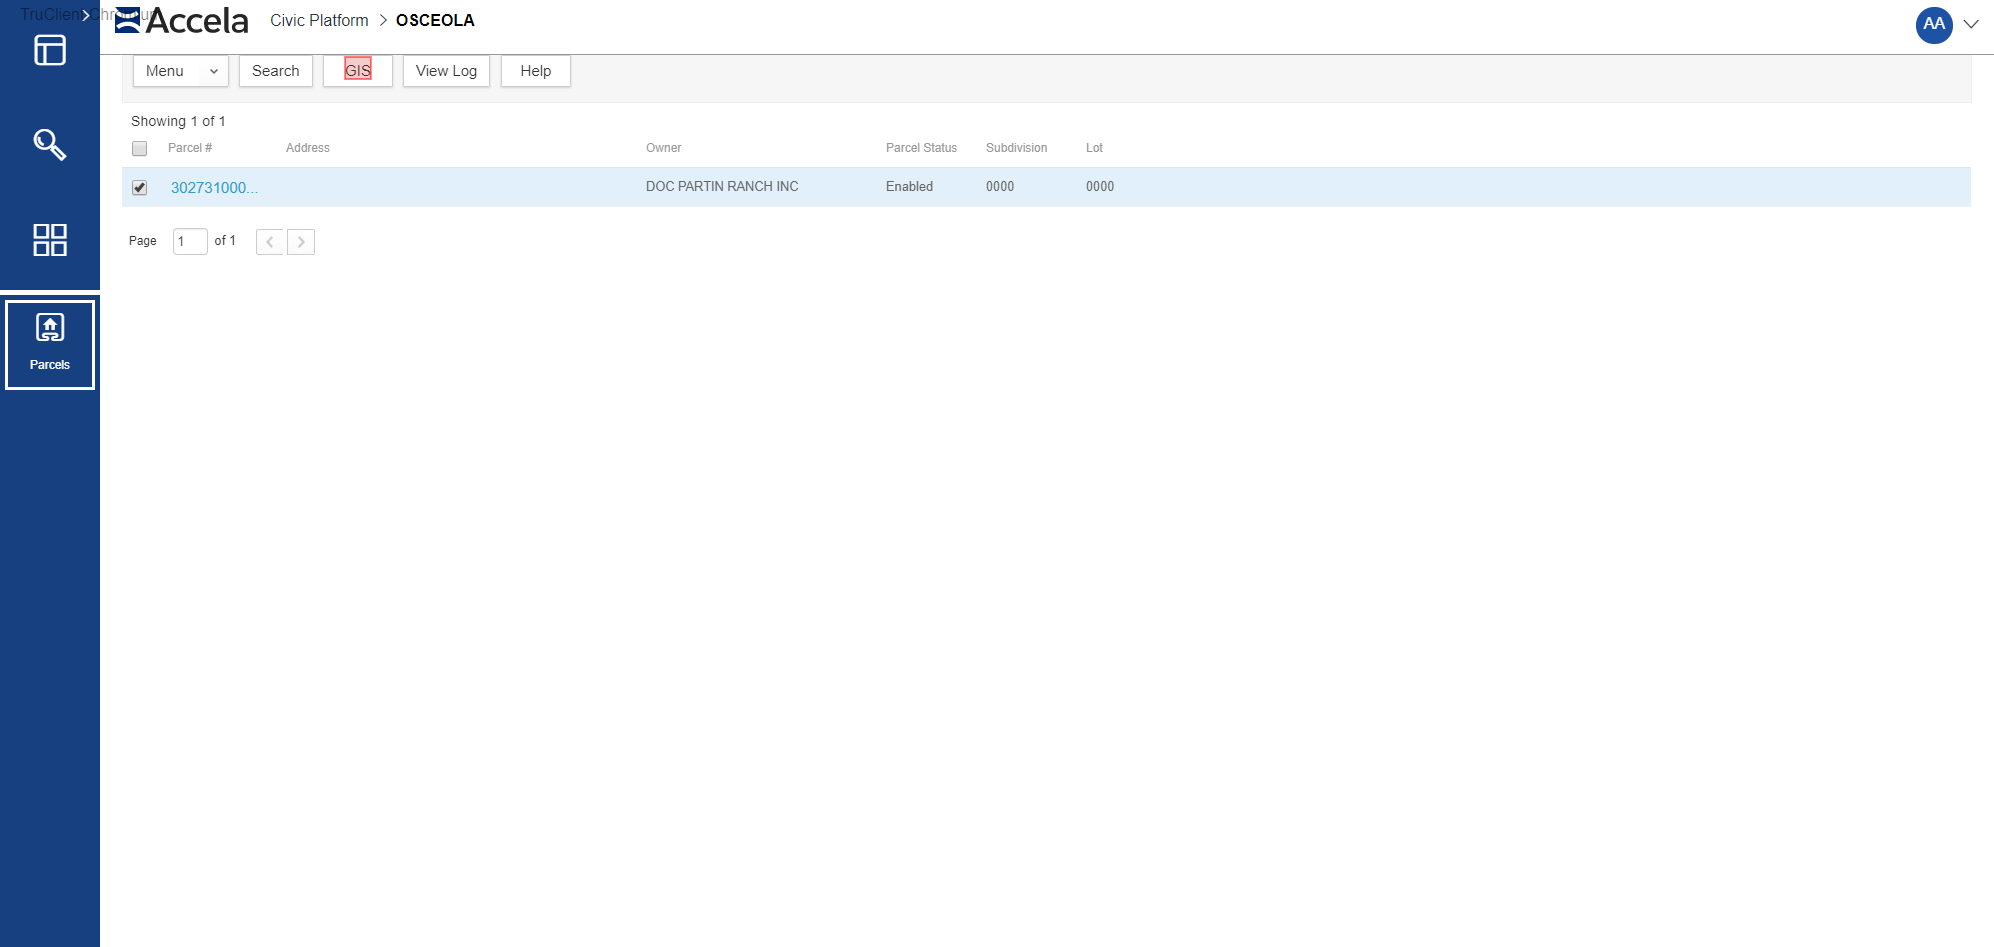 TruClient Chromium
Accela
Civic Platform > OSCEOLA
AA
Menu Search GIS View Log Help
Showing 1 of 1
Parcel # Address Owner Parcel Status Subdivision Lot
302731000... DOC PARTIN RANCH INC Enabled 0000 0000
Page 1 of 1
Parcels